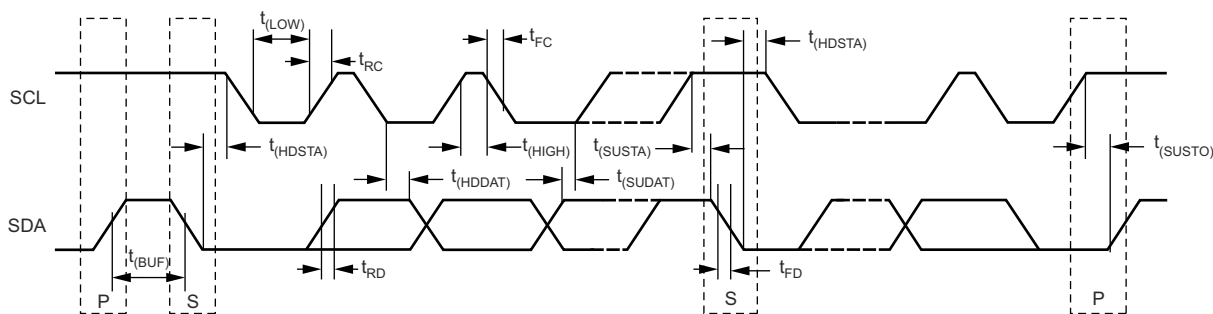 t(LOW)
tRC
tFC
t(HDSTA)
SCL
t(HDSTA)
t(HIGH)
t(SUSTA)
t(SUSTO)
t(HDDAT)
t(SUDAT)
SDA
t(BUF)
tRD
tFD
P
S
S
P